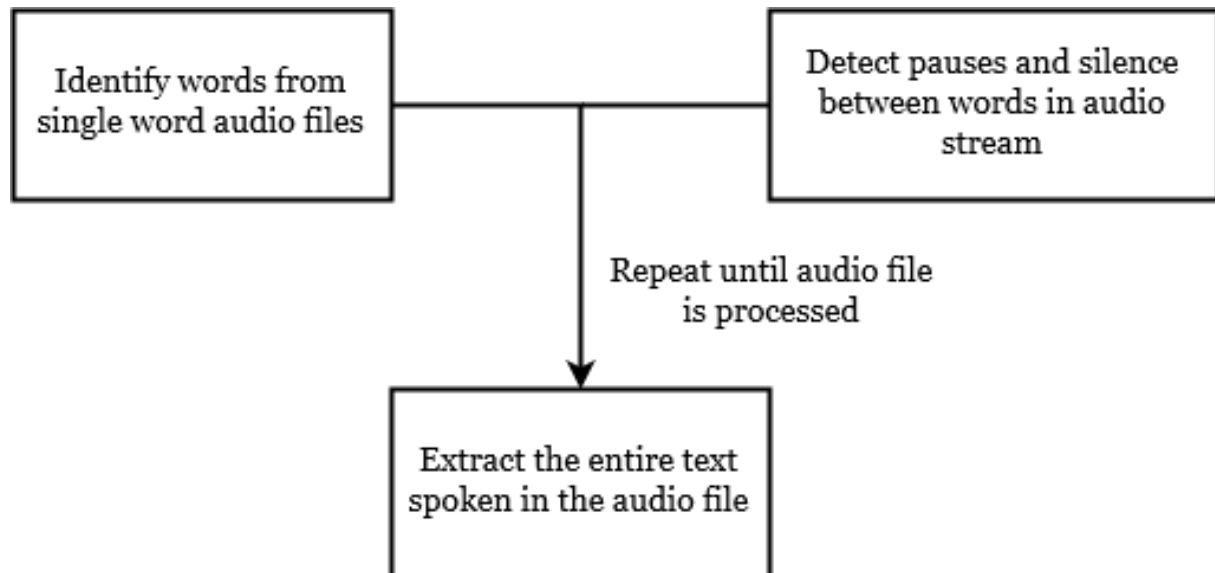 Identify words from
single word audio files
Detect pauses and silence
between words in audio
stream
Repeat until audio file
is processed
Extract the entire text
spoken in the audio file